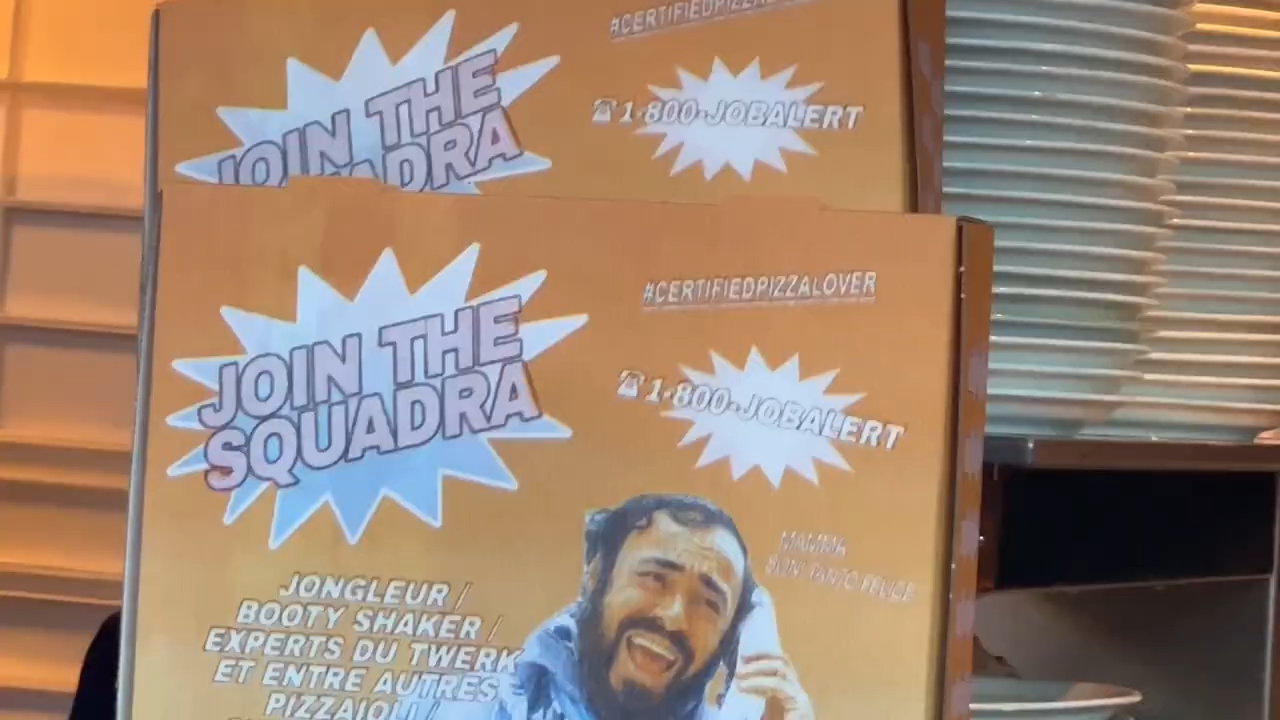 #CERTIFIEDPIZZALO
JOIN THE
SQUADRA
☎1-800-JOBALERT
#CERTIFIEDPIZZALOVER
JOIN THE
SQUADRA
☎1-800-JOBALERT
MAMMA
SON TANTO FELICE
JONGLEUR /
BOOTY SHAKER /
EXPERTS DU TWERK
ET ENTRE AUTRES
PIZZAIOLI /